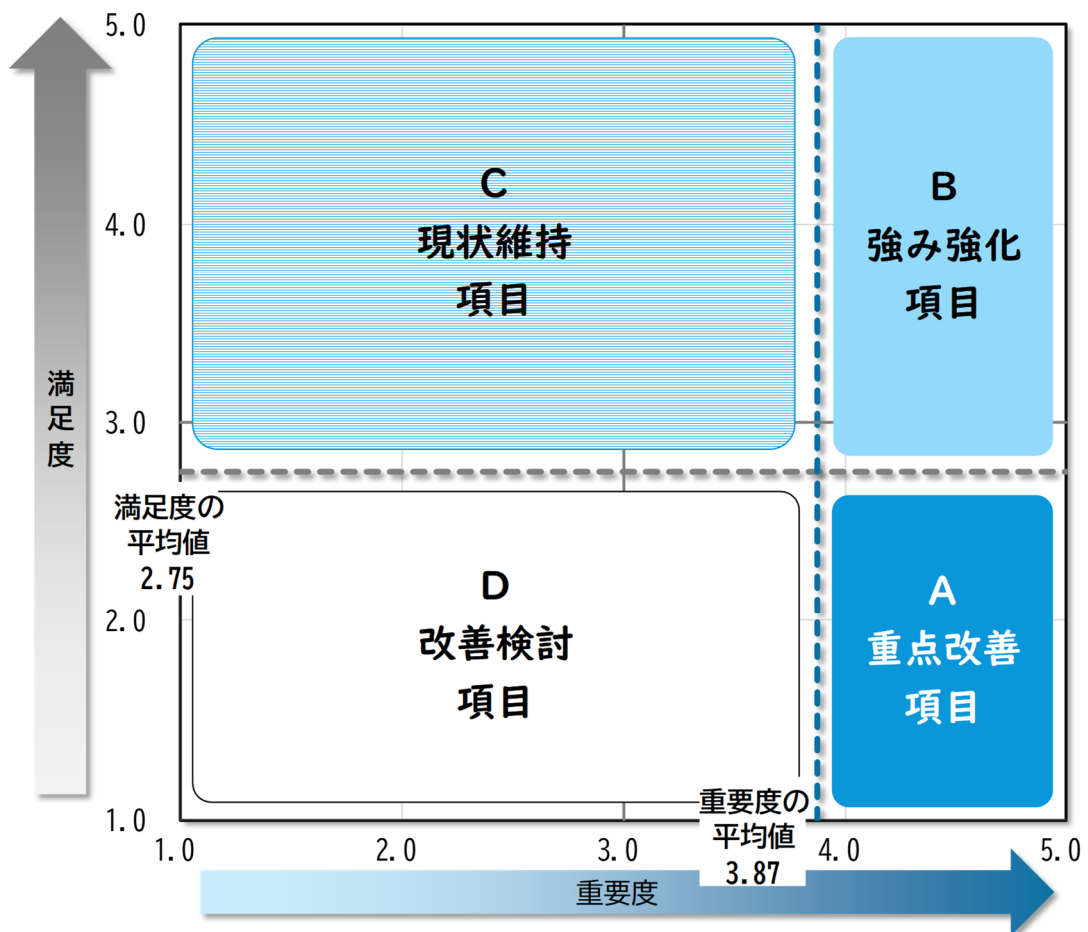 5.0
4.0
3.0
2.0
1.0
満足度
C
現状維持
項目
B
強み強化
項目
満足度の
平均値
2.75
D
改善検討
項目
A
重点改善
項目
重要度の
平均値
3.87
1.0
2.0
3.0
4.0
5.0
重要度